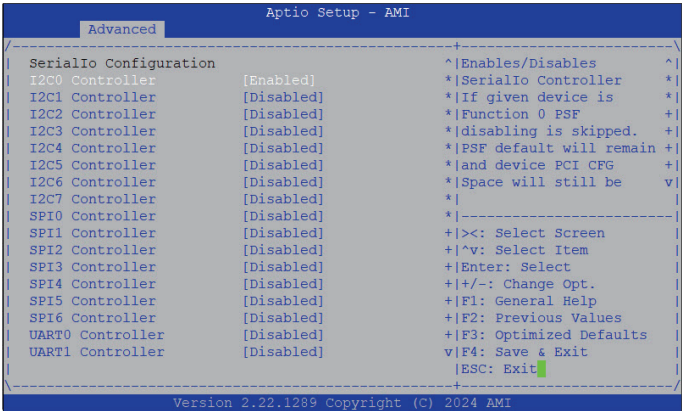 Aptio Setup - AMI
Advanced
SerialIo Configuration
I2C0 Controller [Enabled]
I2C1 Controller [Disabled]
I2C2 Controller [Disabled]
I2C3 Controller [Disabled]
I2C4 Controller [Disabled]
I2C5 Controller [Disabled]
I2C6 Controller [Disabled]
I2C7 Controller [Disabled]
SPI0 Controller [Disabled]
SPI1 Controller [Disabled]
SPI2 Controller [Disabled]
SPI3 Controller [Disabled]
SPI4 Controller [Disabled]
SPI5 Controller [Disabled]
SPI6 Controller [Disabled]
UART0 Controller [Disabled]
UART1 Controller [Disabled]
Enables/Disables
SerialIo Controller
If given device is
Function 0 PSF
disabling is skipped.
PSF default will remain
and device PCI CFG
Space will still be
><: Select Screen
^v: Select Item
Enter: Select
+/-: Change Opt.
F1: General Help
F2: Previous Values
F3: Optimized Defaults
F4: Save & Exit
ESC: Exit
Version 2.22.1289 Copyright (C) 2024 AMI